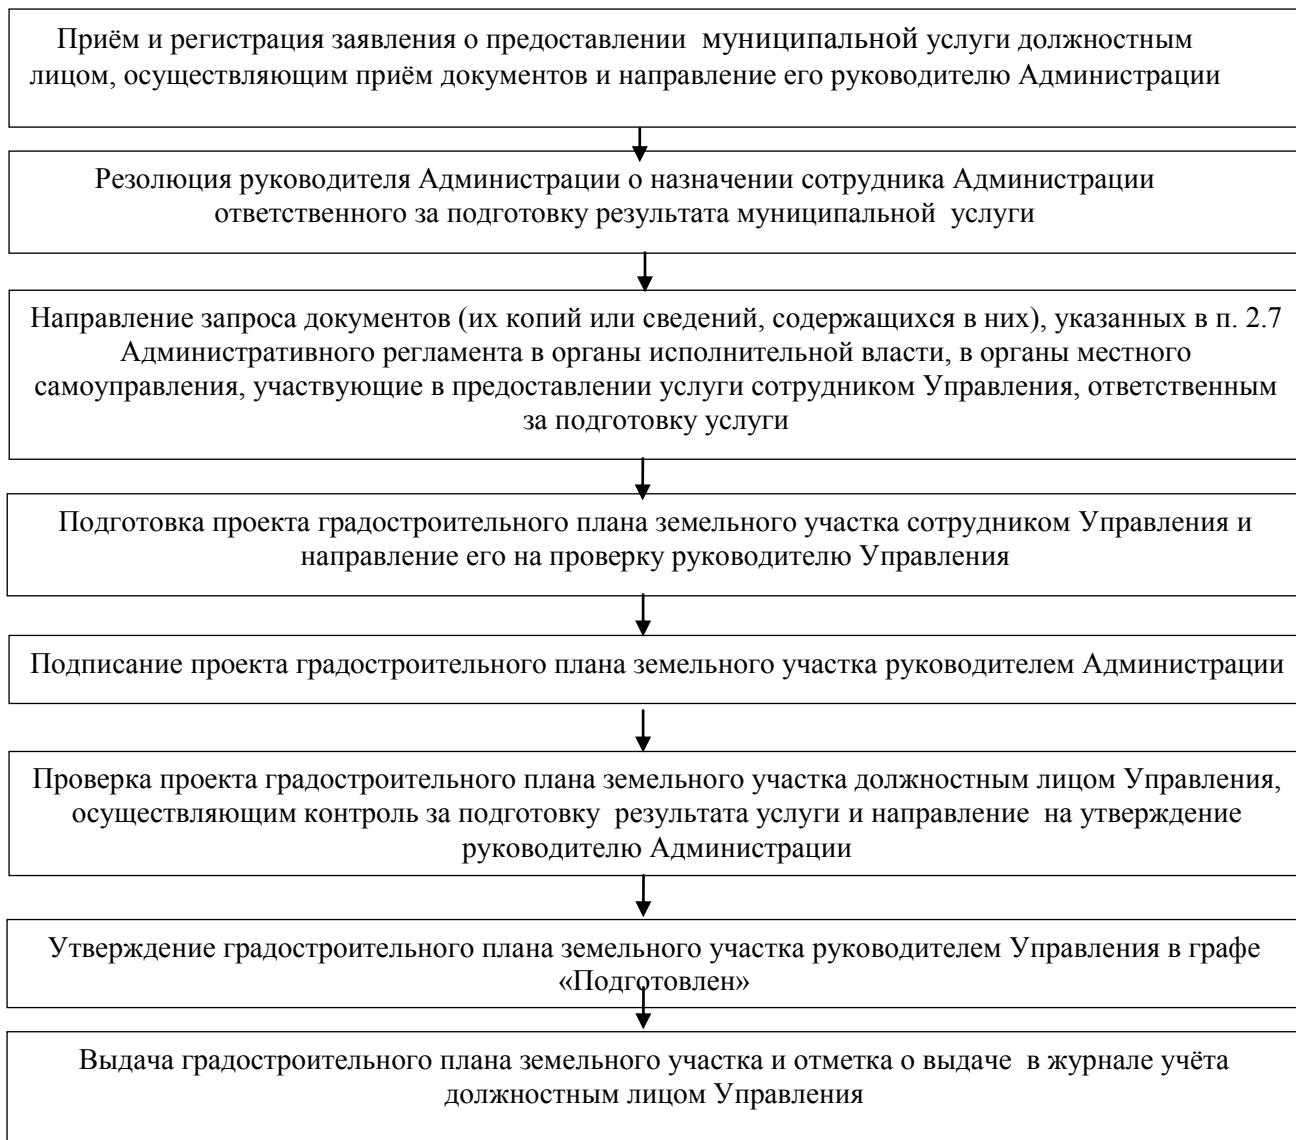 Приём и регистрация заявления о предоставлении муниципальной услуги должностным
лицом, осуществляющим приём документов и направление его руководителю Администрации
Резолюция руководителя Администрации о назначении сотрудника Администрации
ответственного за подготовку результата муниципальной услуги
Направление запроса документов (их копий или сведений, содержащихся в них), указанных в п. 2.7
Административного регламента в органы исполнительной власти, в органы местного
самоуправления, участвующие в предоставлении услуги сотрудником Управления, ответственным
за подготовку услуги
Подготовка проекта градостроительного плана земельного участка сотрудником Управления и
направление его на проверку руководителю Управления
Подписание проекта градостроительного плана земельного участка руководителем Администрации
Проверка проекта градостроительного плана земельного участка должностным лицом Управления,
осуществляющим контроль за подготовку результата услуги и направление на утверждение
руководителю Администрации
Утверждение градостроительного плана земельного участка руководителем Управления в графе
«Подготовлен»
Выдача градостроительного плана земельного участка и отметка о выдаче в журнале учёта
должностным лицом Управления